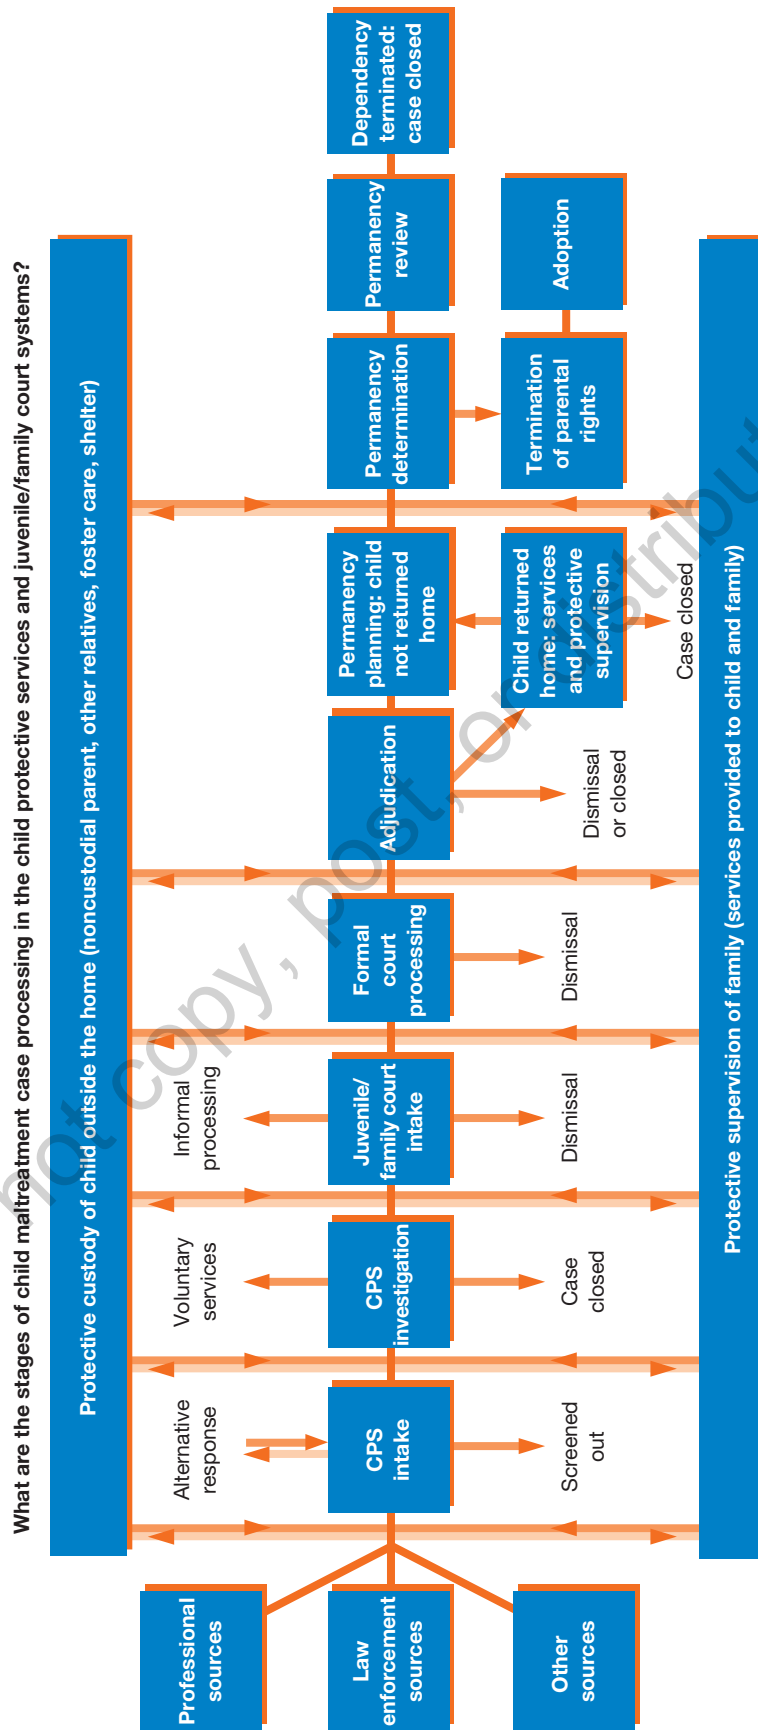 What are the stages of child maltreatment case processing in the child protective services and juvenile/family court systems?
Protective custody of child outside the home (noncustodial parent, other relatives, foster care, shelter)
Professional
sources
Law
enforcement
sources
Other
sources
Alternative
response
CPS
intake
Screened
out
Voluntary
services
CPS
investigation
Case
closed
Informal
processing
Juvenile/
family court
intake
Dismissal
Formal
court
processing
Dismissal
Adjudication
Dismissal
or closed
Permanency
planning: child
not returned
home
Child returned
home: services
and protective
supervision
Case closed
Permanency
determination
Termination
of parental
rights
Permanency
review
Adoption
Dependency
terminated:
case closed
Protective supervision of family (services provided to child and family)
not copy, post, or distribut